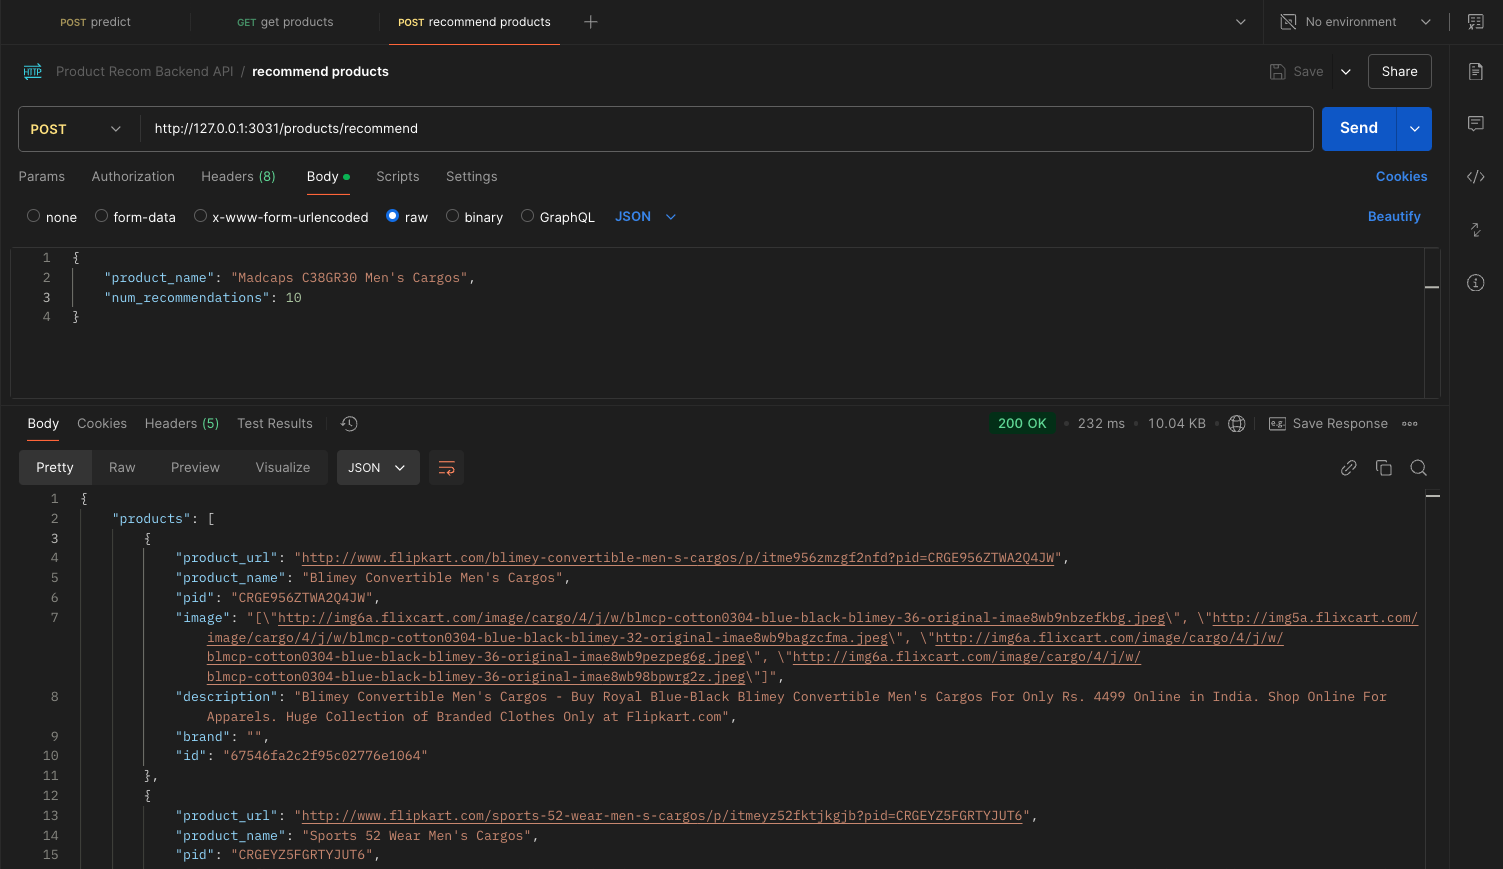 POST predict
GET get products
POST recommend products
No environment
HTTP Product Recom Backend API / recommend products
Save
Share
POST
http://127.0.0.1:3031/products/recommend
Send
Params Authorization Headers (8) Body Scripts Settings
Cookies
none form-data x-www-form-urlencoded raw binary GraphQL JSON
Beautify
1 {
2 "product_name": "Madcaps C38GR30 Men's Cargos",
3 "num_recommendations": 10
4 }
Body Cookies Headers (5) Test Results
200 OK • 232 ms • 10.04 KB
e.g. Save Response
Pretty Raw Preview Visualize JSON
1 {
2 "products": [
3 {
4 "product_url": "http://www.flipkart.com/blimey-convertible-men-s-cargos/p/itme956zmzgf2nfd?pid=CRGE956ZTWA2Q4JW",
5 "product_name": "Blimey Convertible Men's Cargos",
6 "pid": "CRGE956ZTWA2Q4JW",
7 "image": "[\"http://img6a.flixcart.com/image/cargo/4/j/w/blmcp-cotton0304-blue-black-blimey-36-original-imae8wb9nbzefkbg.jpeg\", \"http://img5a.flixcart.com/
image/cargo/4/j/w/blmcp-cotton0304-blue-black-blimey-32-original-imae8wb9bagzcfma.jpeg\", \"http://img6a.flixcart.com/image/cargo/4/j/w/
blmcp-cotton0304-blue-black-blimey-36-original-imae8wb9pezpeg6g.jpeg\", \"http://img6a.flixcart.com/image/cargo/4/j/w/
blmcp-cotton0304-blue-black-blimey-36-original-imae8wb98bpwrg2z.jpeg\"]",
8 "description": "Blimey Convertible Men's Cargos - Buy Royal Blue-Black Blimey Convertible Men's Cargos For Only Rs. 4499 Online in India. Shop Online For
Apparels. Huge Collection of Branded Clothes Only at Flipkart.com",
9 "brand": "",
10 "id": "67546fa2c2f95c02776e1064"
11 },
12 {
13 "product_url": "http://www.flipkart.com/sports-52-wear-men-s-cargos/p/itmeyz52fktjkgjb?pid=CRGEYZ5FGRTYJUT6",
14 "product_name": "Sports 52 Wear Men's Cargos",
15 "pid": "CRGEYZ5FGRTYJUT6",